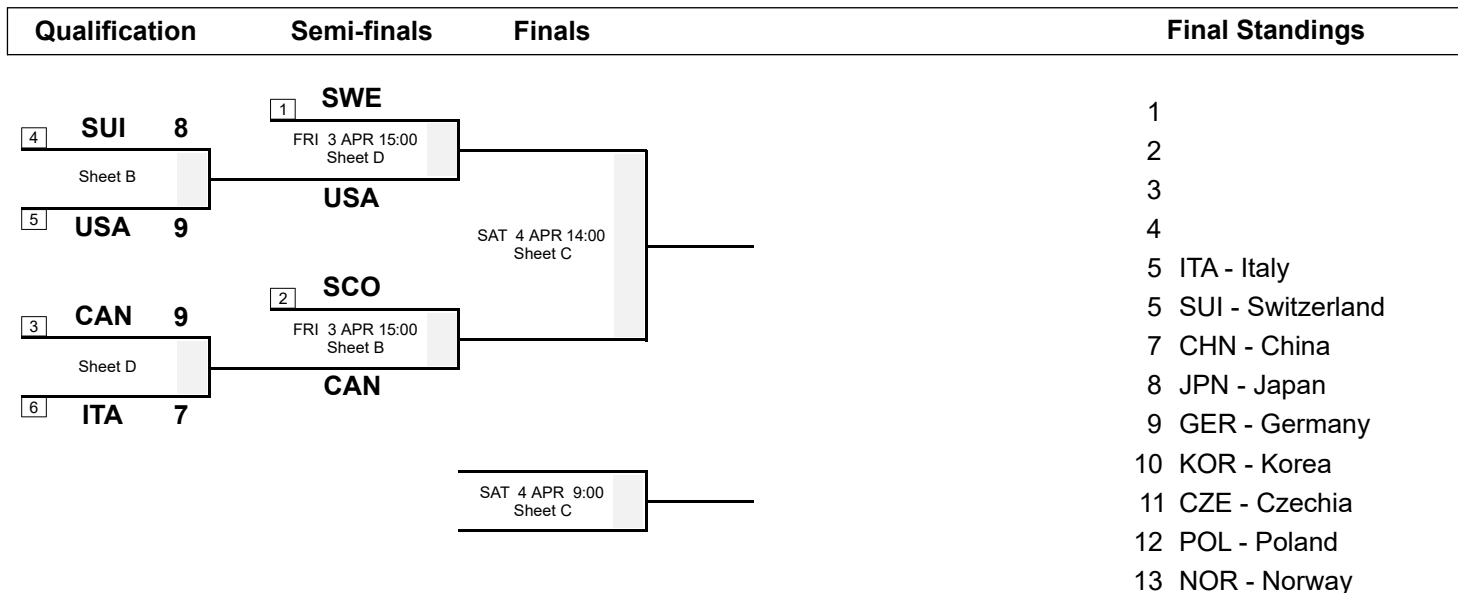 Qualification Semi-finals Finals Final Standings
1 SWE
4 SUI 8
FRI 3 APR 15:00
Sheet D
Sheet B
USA
5 USA 9
SAT 4 APR 14:00
Sheet C
2 SCO
3 CAN 9
FRI 3 APR 15:00
Sheet B
Sheet D
CAN
6 ITA 7
SAT 4 APR 9:00
Sheet C
1
2
3
4
5 ITA - Italy
5 SUI - Switzerland
7 CHN - China
8 JPN - Japan
9 GER - Germany
10 KOR - Korea
11 CZE - Czechia
12 POL - Poland
13 NOR - Norway